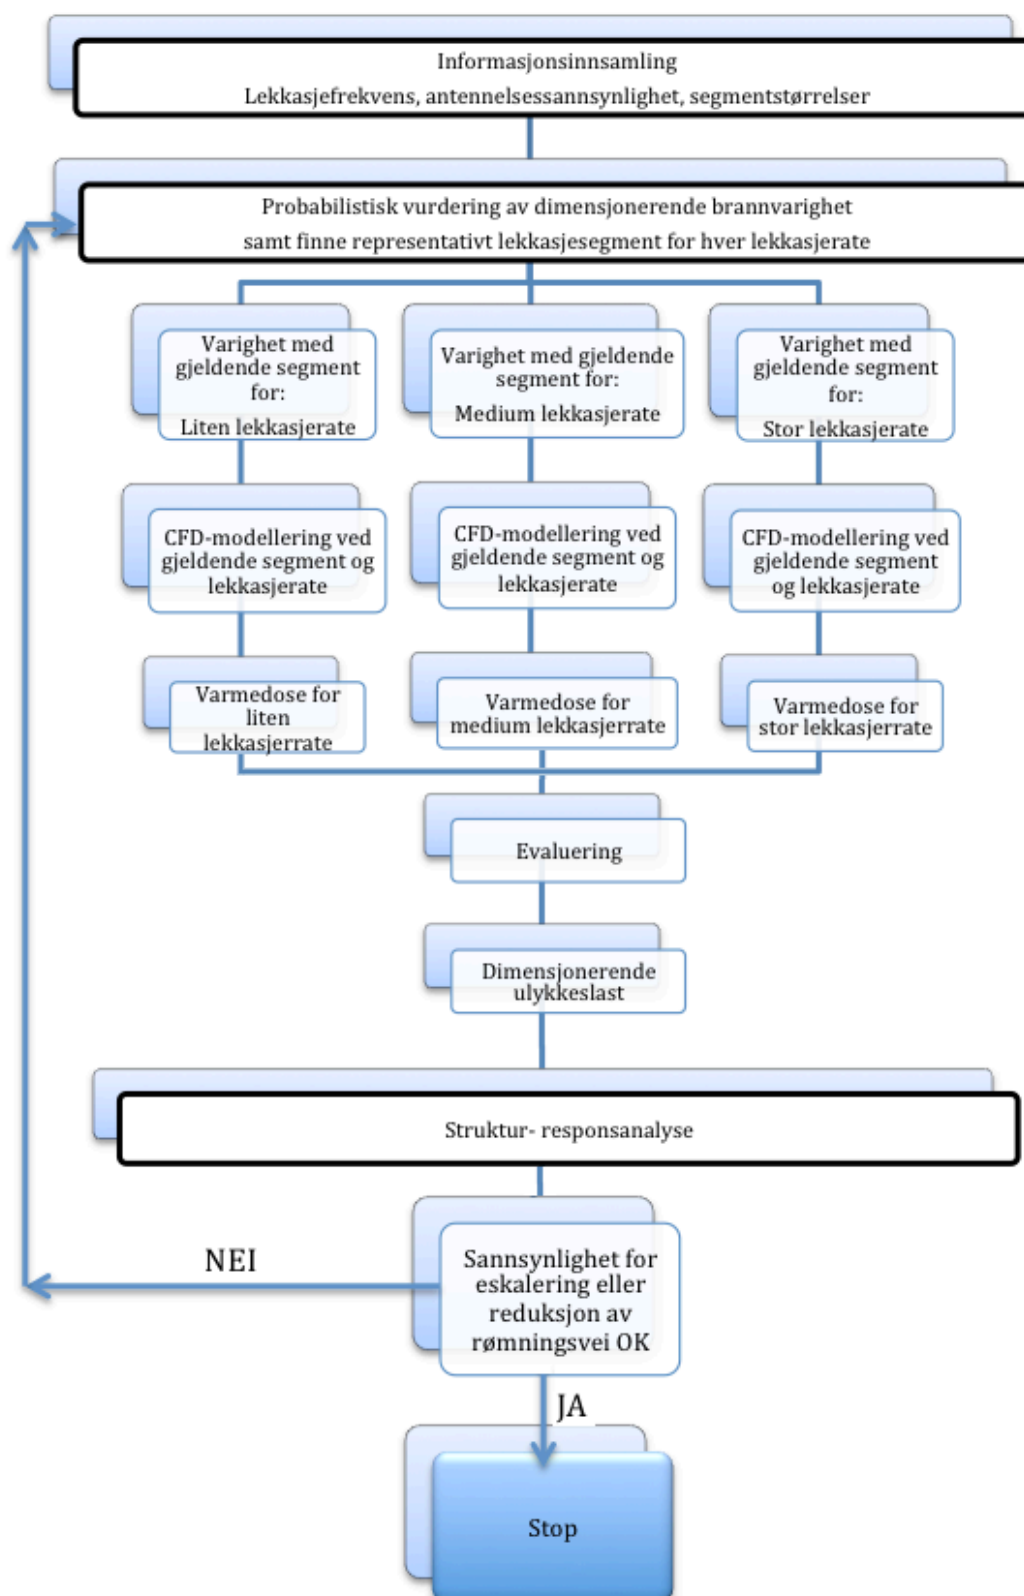 Informasjonsinnsamling
Lekkasjefrekvens, antennelsessannsynlighet, segmentstørrelser
Probabilistisk vurdering av dimensjonerende brannvarighet
samt finne representativt lekkasjesegment for hver lekkasjerate
Varighet med
gjeldende segment
for:
Liten lekkasjerate
Varighet med gjeldende
segment for:
Medium lekkasjerate
Varighet med
gjeldende segment
for:
Stor lekkasjerate
CFD-modellering ved
gjeldende segment og
lekkasjerate
CFD-modellering ved
gjeldende segment og
lekkasjerate
CFD-modellering ved
gjeldende segment
og lekkasjerate
Varmedose for
liten
lekkasjerrate
Varmedose for
medium lekkasjerrate
Varmedose for
stor lekkasjerrate
Evaluering
Dimensjonerende
ulykkeslast
Struktur- responsanalyse
NEI
Sannsynlighet for
eskalering eller
reduksjon av
rømningsvei OK
JA
Stop